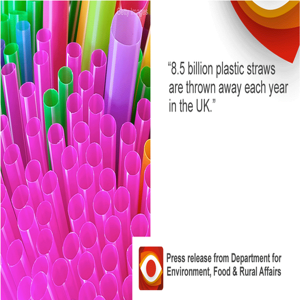 “8.5 billion plastic straws
are thrown away each year
in the UK.”
Press release from Department for
Environment, Food & Rural Affairs